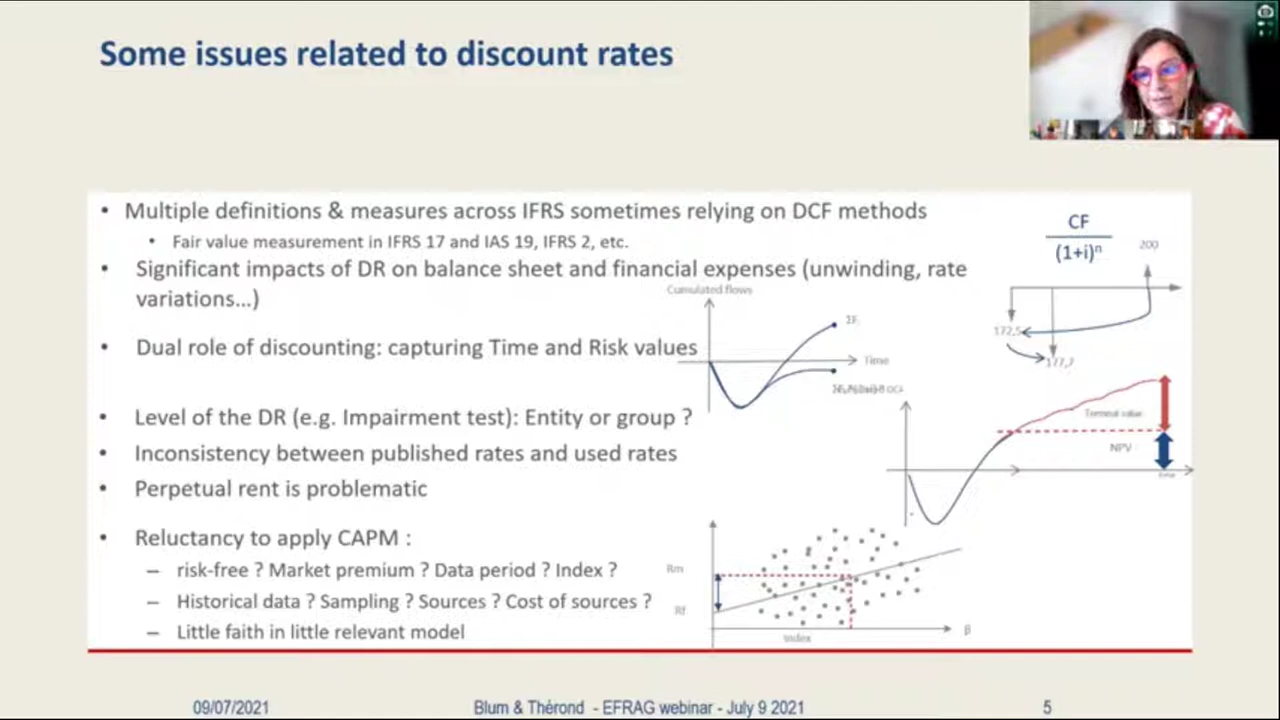 Some issues related to discount rates
• Multiple definitions & measures across IFRS sometimes relying on DCF methods
• Fair value measurement in IFRS 17 and IAS 19, IFRS 2, etc.
• Significant impacts of DR on balance sheet and financial expenses (unwinding, rate
variations...)
• Dual role of discounting: capturing Time and Risk values
• Level of the DR (e.g. Impairment test): Entity or group ?
• Inconsistency between published rates and used rates
• Perpetual rent is problematic
• Reluctancy to apply CAPM :
– risk-free ? Market premium ? Data period ? Index ?
– Historical data ? Sampling ? Sources ? Cost of sources ?
– Little faith in little relevant model
CF
(1+i)ⁿ
200
172,5
177,7
Cumulated flows
ΣF
Time
Terminal value
NPV
Time
Rm
Rf
Index
β
09/07/2021
Blum & Thérond - EFRAG webinar - July 9 2021
5